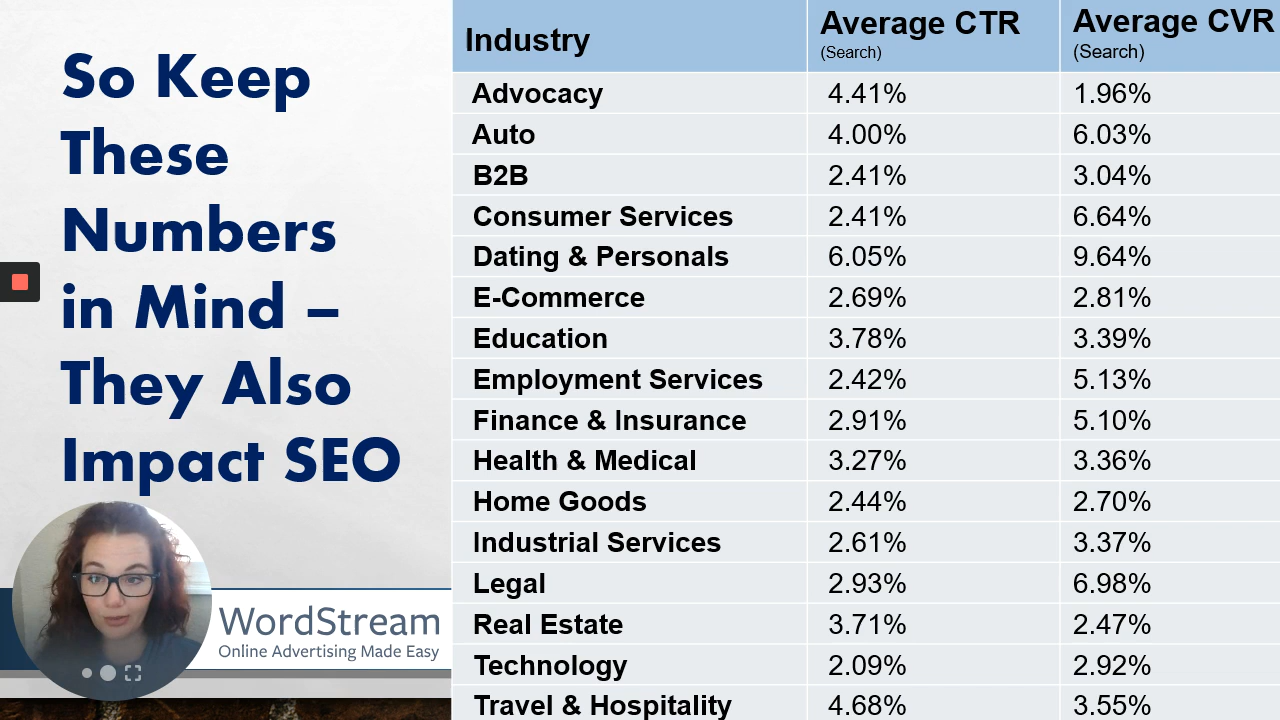 So Keep
These
Numbers
in Mind –
They Also
Impact SEO
WordStream
Online Advertising Made Easy
Industry Average CTR (Search) Average CVR (Search)
Advocacy 4.41% 1.96%
Auto 4.00% 6.03%
B2B 2.41% 3.04%
Consumer Services 2.41% 6.64%
Dating & Personals 6.05% 9.64%
E-Commerce 2.69% 2.81%
Education 3.78% 3.39%
Employment Services 2.42% 5.13%
Finance & Insurance 2.91% 5.10%
Health & Medical 3.27% 3.36%
Home Goods 2.44% 2.70%
Industrial Services 2.61% 3.37%
Legal 2.93% 6.98%
Real Estate 3.71% 2.47%
Technology 2.09% 2.92%
Travel & Hospitality 4.68% 3.55%